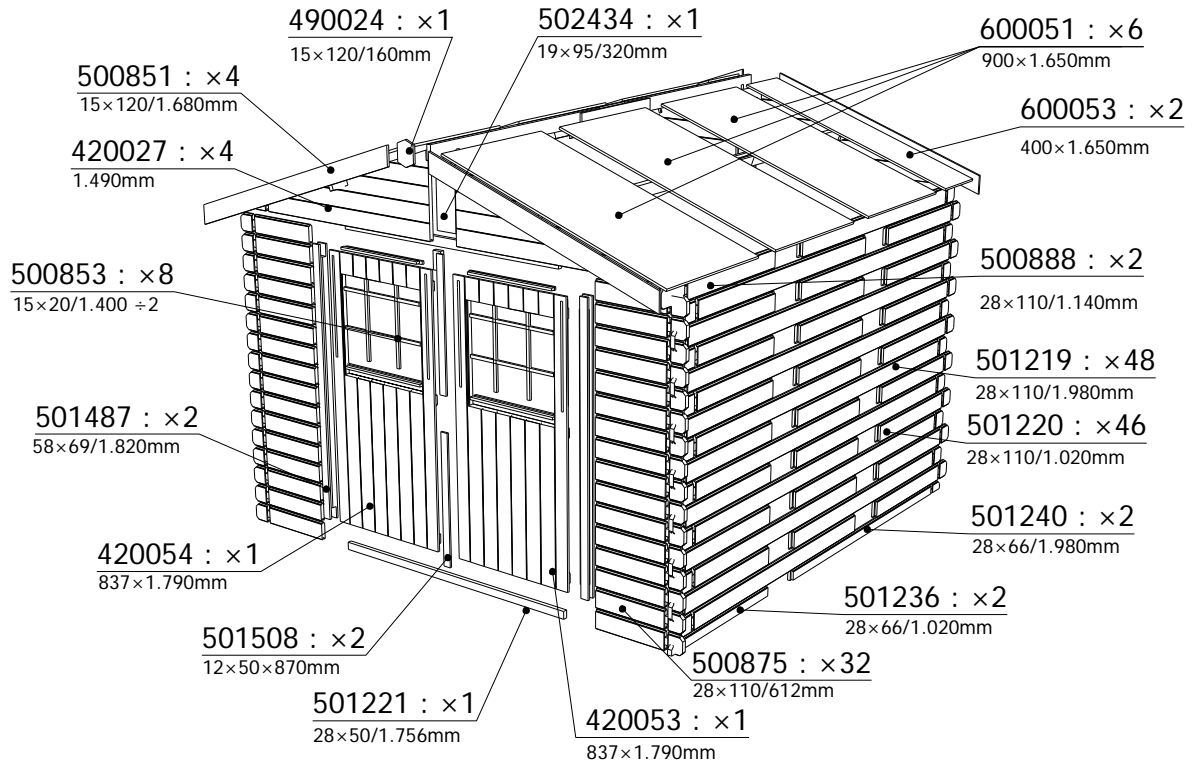 490024 : ×1
15×120/160mm
502434 : ×1
19×95/320mm
600051 : ×6
900×1.650mm
500851 : ×4
15×120/1.680mm
600053 : ×2
400×1.650mm
420027 : ×4
1.490mm
500853 : ×8
15×20/1.400 ÷2
500888 : ×2
28×110/1.140mm
501219 : ×48
28×110/1.980mm
501487 : ×2
58×69/1.820mm
501220 : ×46
28×110/1.020mm
501240 : ×2
28×66/1.980mm
420054 : ×1
837×1.790mm
501236 : ×2
28×66/1.020mm
501508 : ×2
12×50×870mm
500875 : ×32
28×110/612mm
501221 : ×1
28×50/1.756mm
420053 : ×1
837×1.790mm